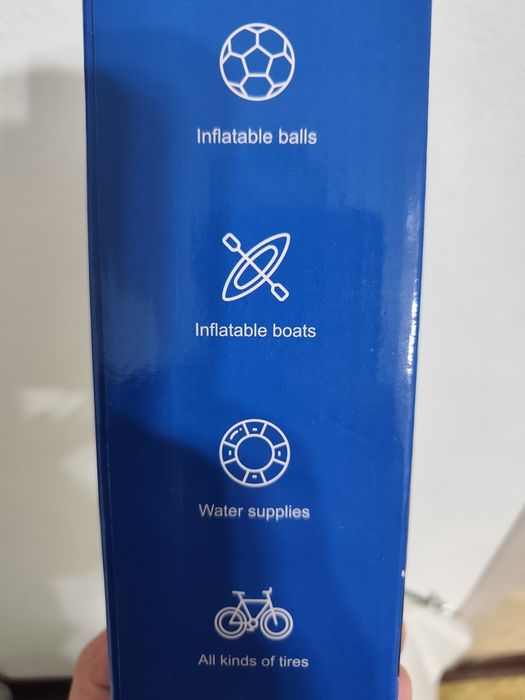 Inflatable balls
Inflatable boats
Water supplies
All kinds of tires